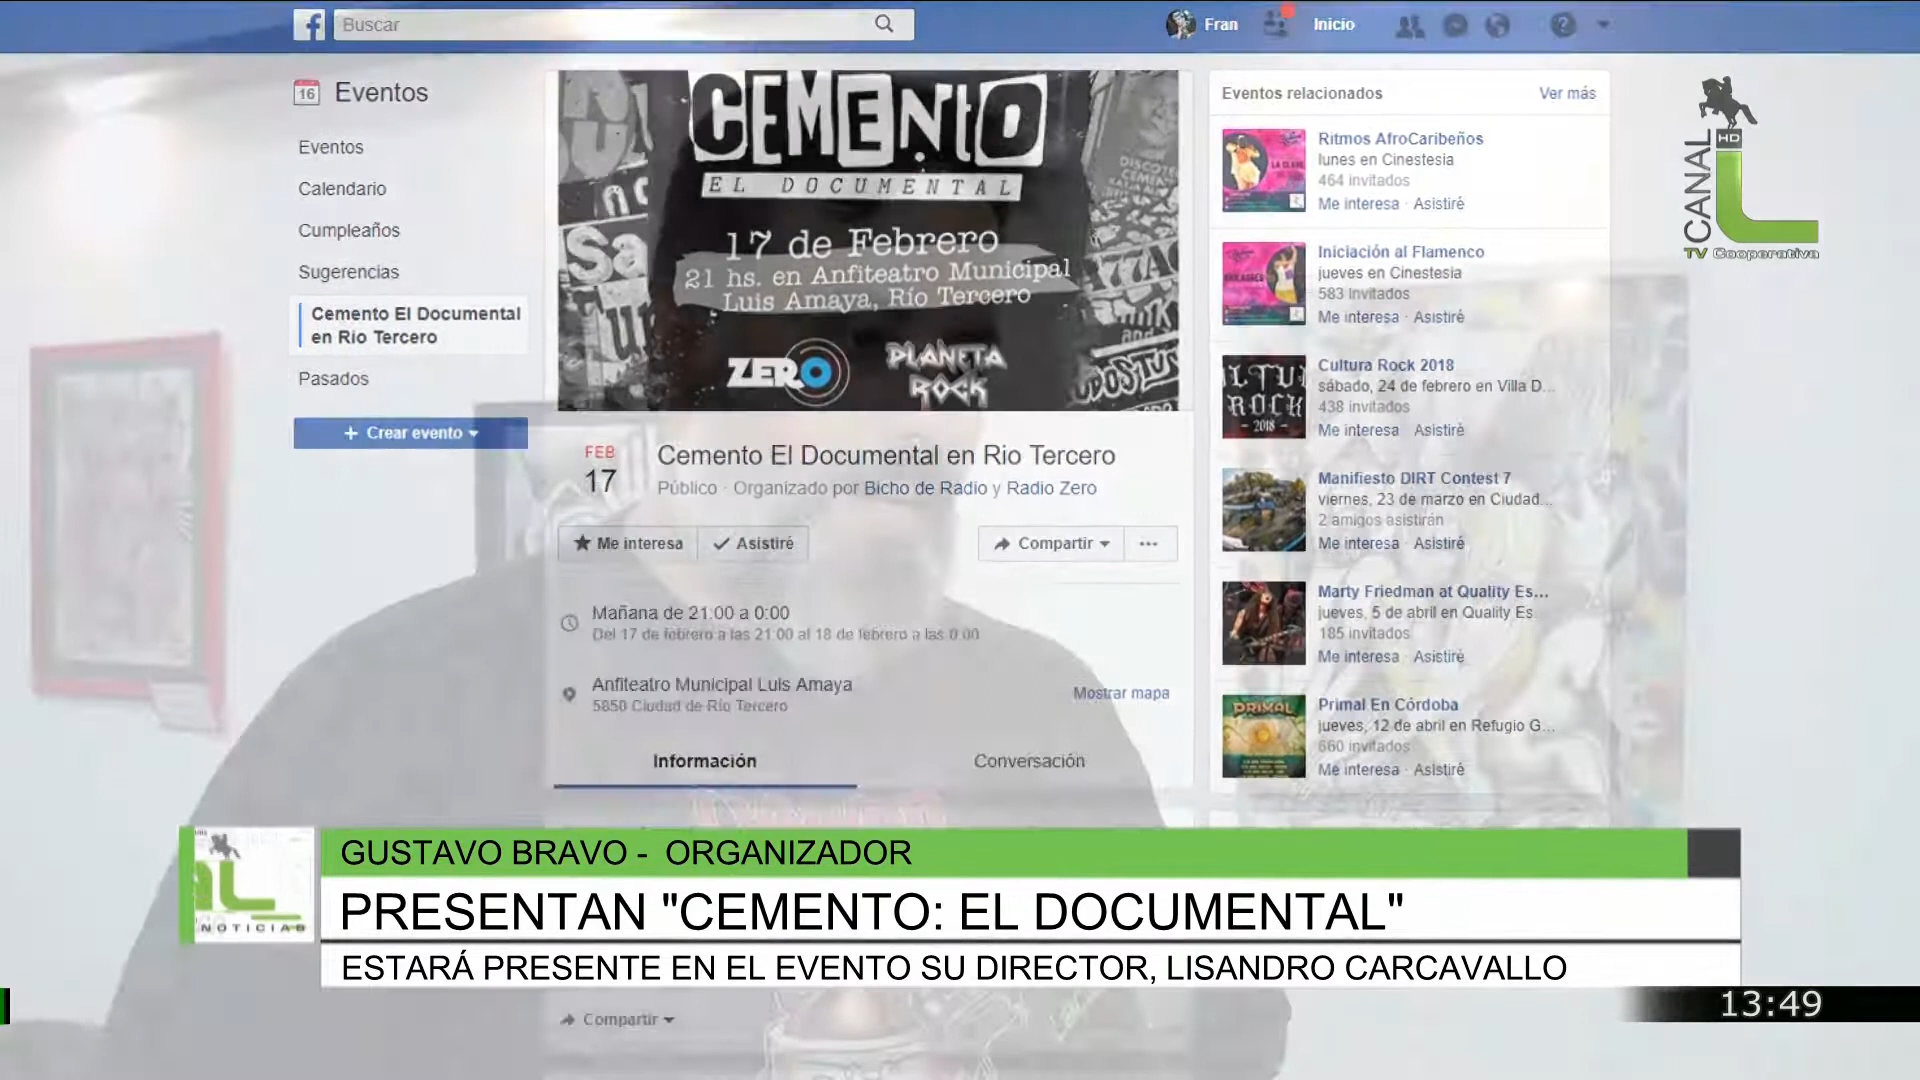 Buscar
Fran
Inicio
16
Eventos
Eventos
Calendario
Cumpleaños
Sugerencias
Cemento El Documental
en Río Tercero
Pasados
+ Crear evento
CEMENTO
EL DOCUMENTAL
17 de Febrero
21 hs. en Anfiteatro Municipal
Luis Amaya, Río Tercero
ZERO
PLANETA
ROCK
FEB
17
Cemento El Documental en Rio Tercero
Público · Organizado por Bicho de Radio y Radio Zero
Me interesa
Asistiré
Compartir
Mañana de 21:00 a 0:00
Del 17 de febrero a las 21:00 al 18 de febrero a las 0:00
Anfiteatro Municipal Luis Amaya
5850 Ciudad de Río Tercero
Mostrar mapa
Información
Conversación
Compartir
Eventos relacionados
Ver más
Ritmos AfroCaribeños
lunes en Cinestesia
464 invitados
Me interesa · Asistiré
Iniciación al Flamenco
jueves en Cinestesia
583 invitados
Me interesa · Asistiré
Cultura Rock 2018
sábado, 24 de febrero en Villa D...
438 invitados
Me interesa · Asistiré
Manifiesto DIRT Contest 7
viernes, 23 de marzo en Ciudad...
2 amigos asistirán
Me interesa · Asistiré
Marty Friedman at Quality Es...
jueves, 5 de abril en Quality Es
185 invitados
Me interesa · Asistiré
Primal En Córdoba
jueves, 12 de abril en Refugio G...
660 invitados
Me interesa · Asistiré
CANAL
HD
TV Cooperativa
NOTICIAS
GUSTAVO BRAVO - ORGANIZADOR
PRESENTAN "CEMENTO: EL DOCUMENTAL"
ESTARÁ PRESENTE EN EL EVENTO SU DIRECTOR, LISANDRO CARCAVALLO
13:49